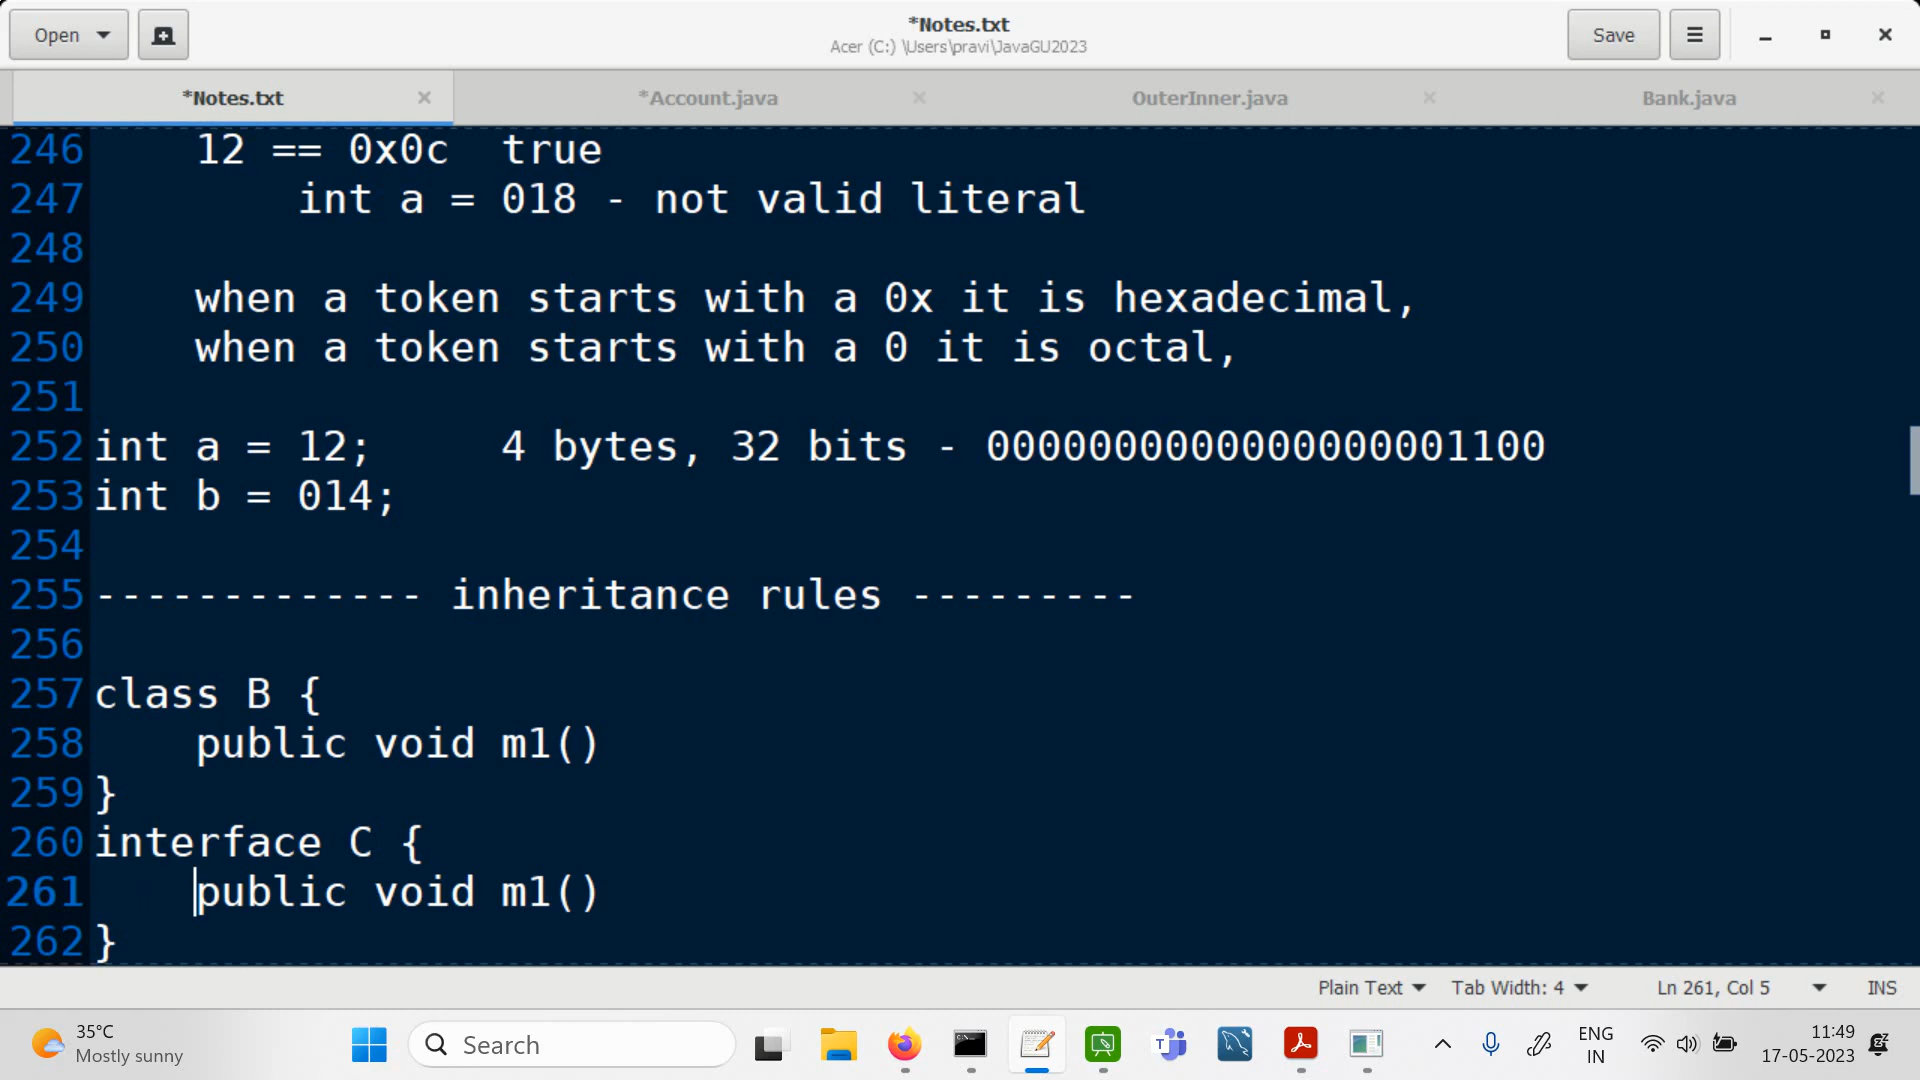 Open
*Notes.txt
Acer (C:) \Users\pravi\JavaGU2023
Save
*Notes.txt
*Account.java
OuterInner.java
Bank.java
246 12 == 0x0c true
247 int a = 018 - not valid literal
248
249 when a token starts with a 0x it is hexadecimal,
250 when a token starts with a 0 it is octal,
251
252 int a = 12; 4 bytes, 32 bits - 0000000000000000001100
253 int b = 014;
254
255 ------------- inheritance rules ---------
256
257 class B {
258 public void m1()
259 }
260 interface C {
261 public void m1()
262 }
Plain Text Tab Width: 4 Ln 261, Col 5 INS
35°C
Mostly sunny
Search
ENG
IN
11:49
17-05-2023